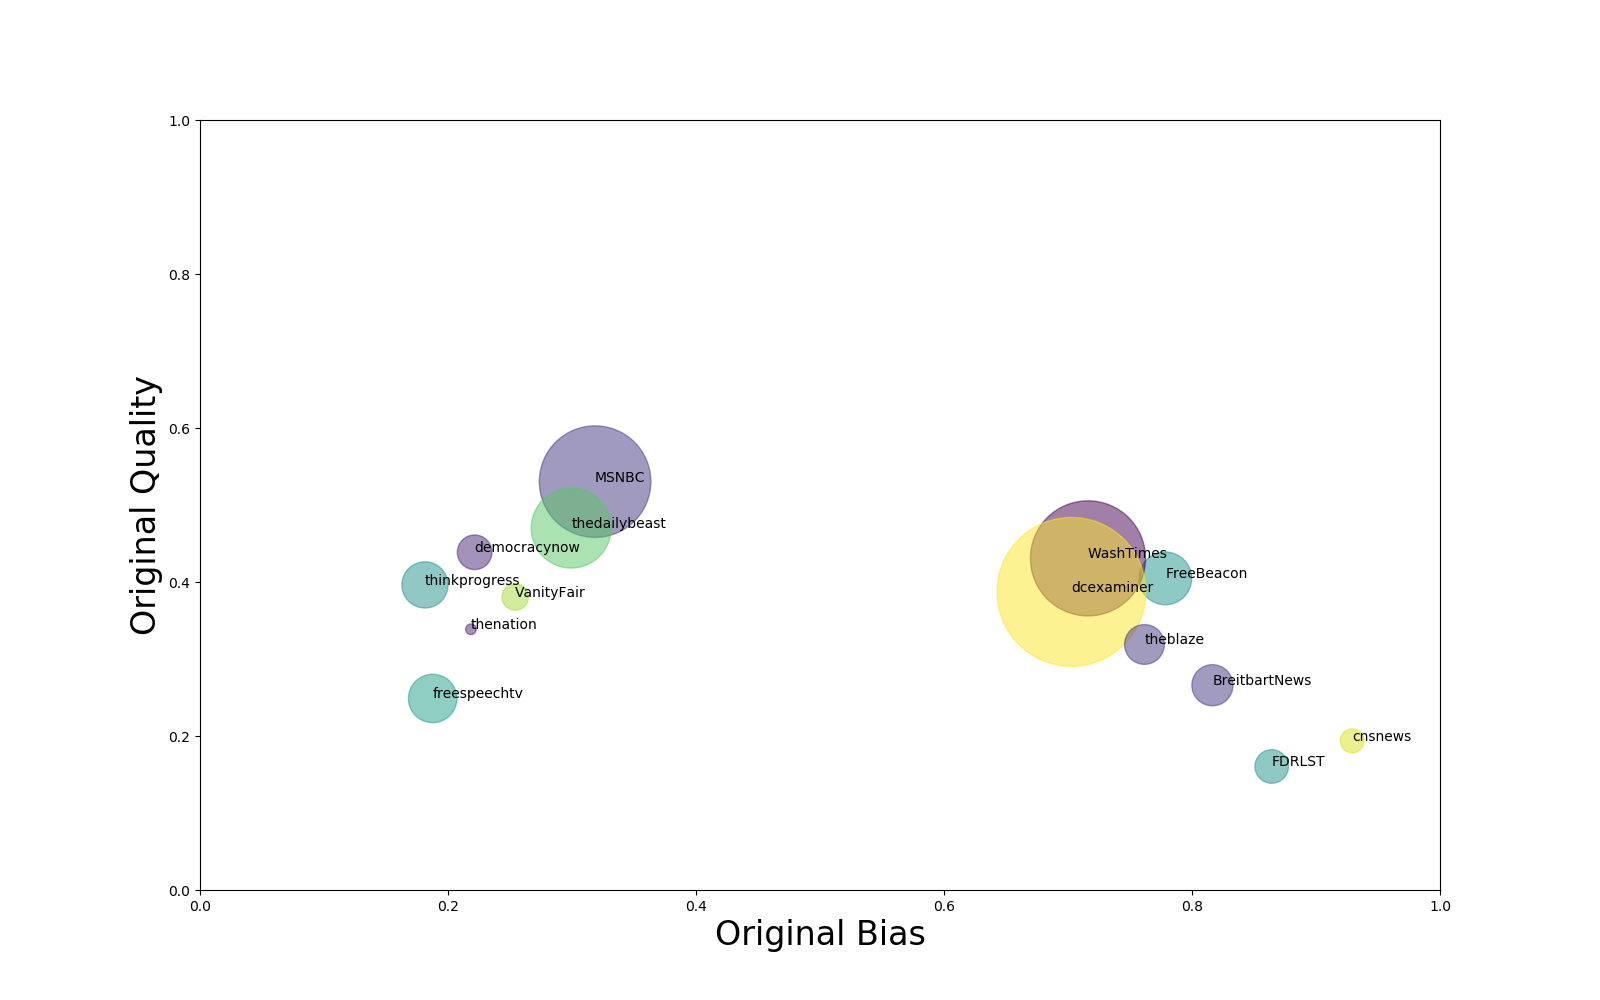 1.0
0.8
0.6
0.4
0.2
0.0
Original Quality
MSNBC
thedailybeast
democracynow
WashTimes
FreeBeacon
thinkprogress
dcexaminer
VanityFair
thenation
theblaze
BreitbartNews
freespeechtv
cnsnews
FDRLST
0.0 0.2 0.4 0.6 0.8 1.0
Original Bias